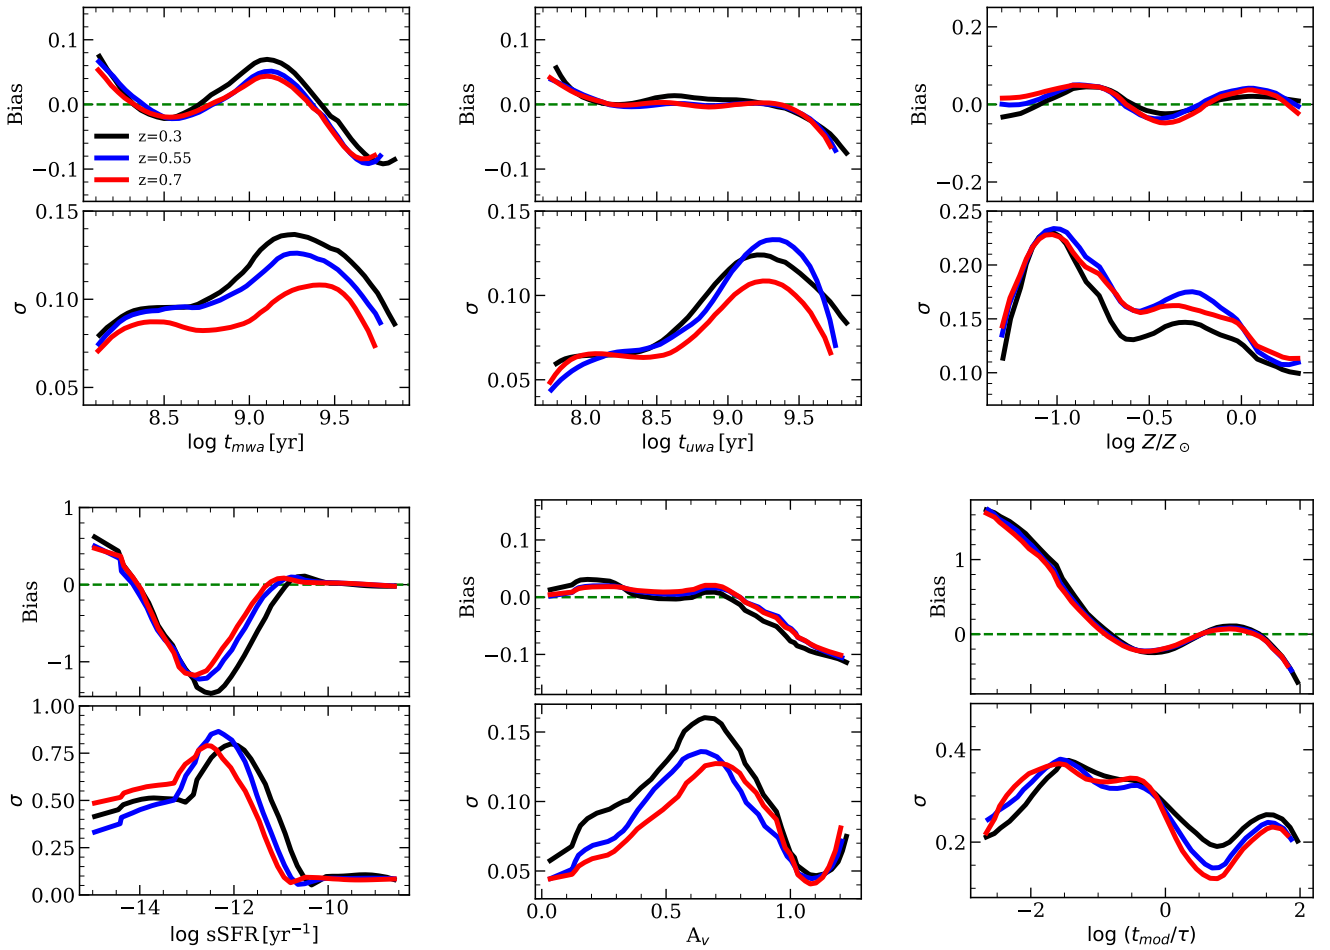 0.1
0.0
−0.1
Bias
z=0.3
z=0.55
z=0.7
0.15
0.10
0.05
σ
8.5 9.0 9.5
log t_mwa [yr]
0.1
0.0
−0.1
Bias
0.15
0.10
0.05
σ
8.0 8.5 9.0 9.5
log t_uwa [yr]
0.2
0.0
−0.2
Bias
0.25
0.20
0.15
0.10
σ
−1.0 −0.5 0.0
log Z/Z⊙
1
0
−1
Bias
1.00
0.75
0.50
0.25
0.00
σ
−14 −12 −10
log sSFR [yr⁻¹]
0.1
0.0
−0.1
Bias
0.15
0.10
0.05
σ
0.0 0.5 1.0
A_v
1
0
Bias
0.4
0.2
σ
−2 0 2
log (t_mod/τ)